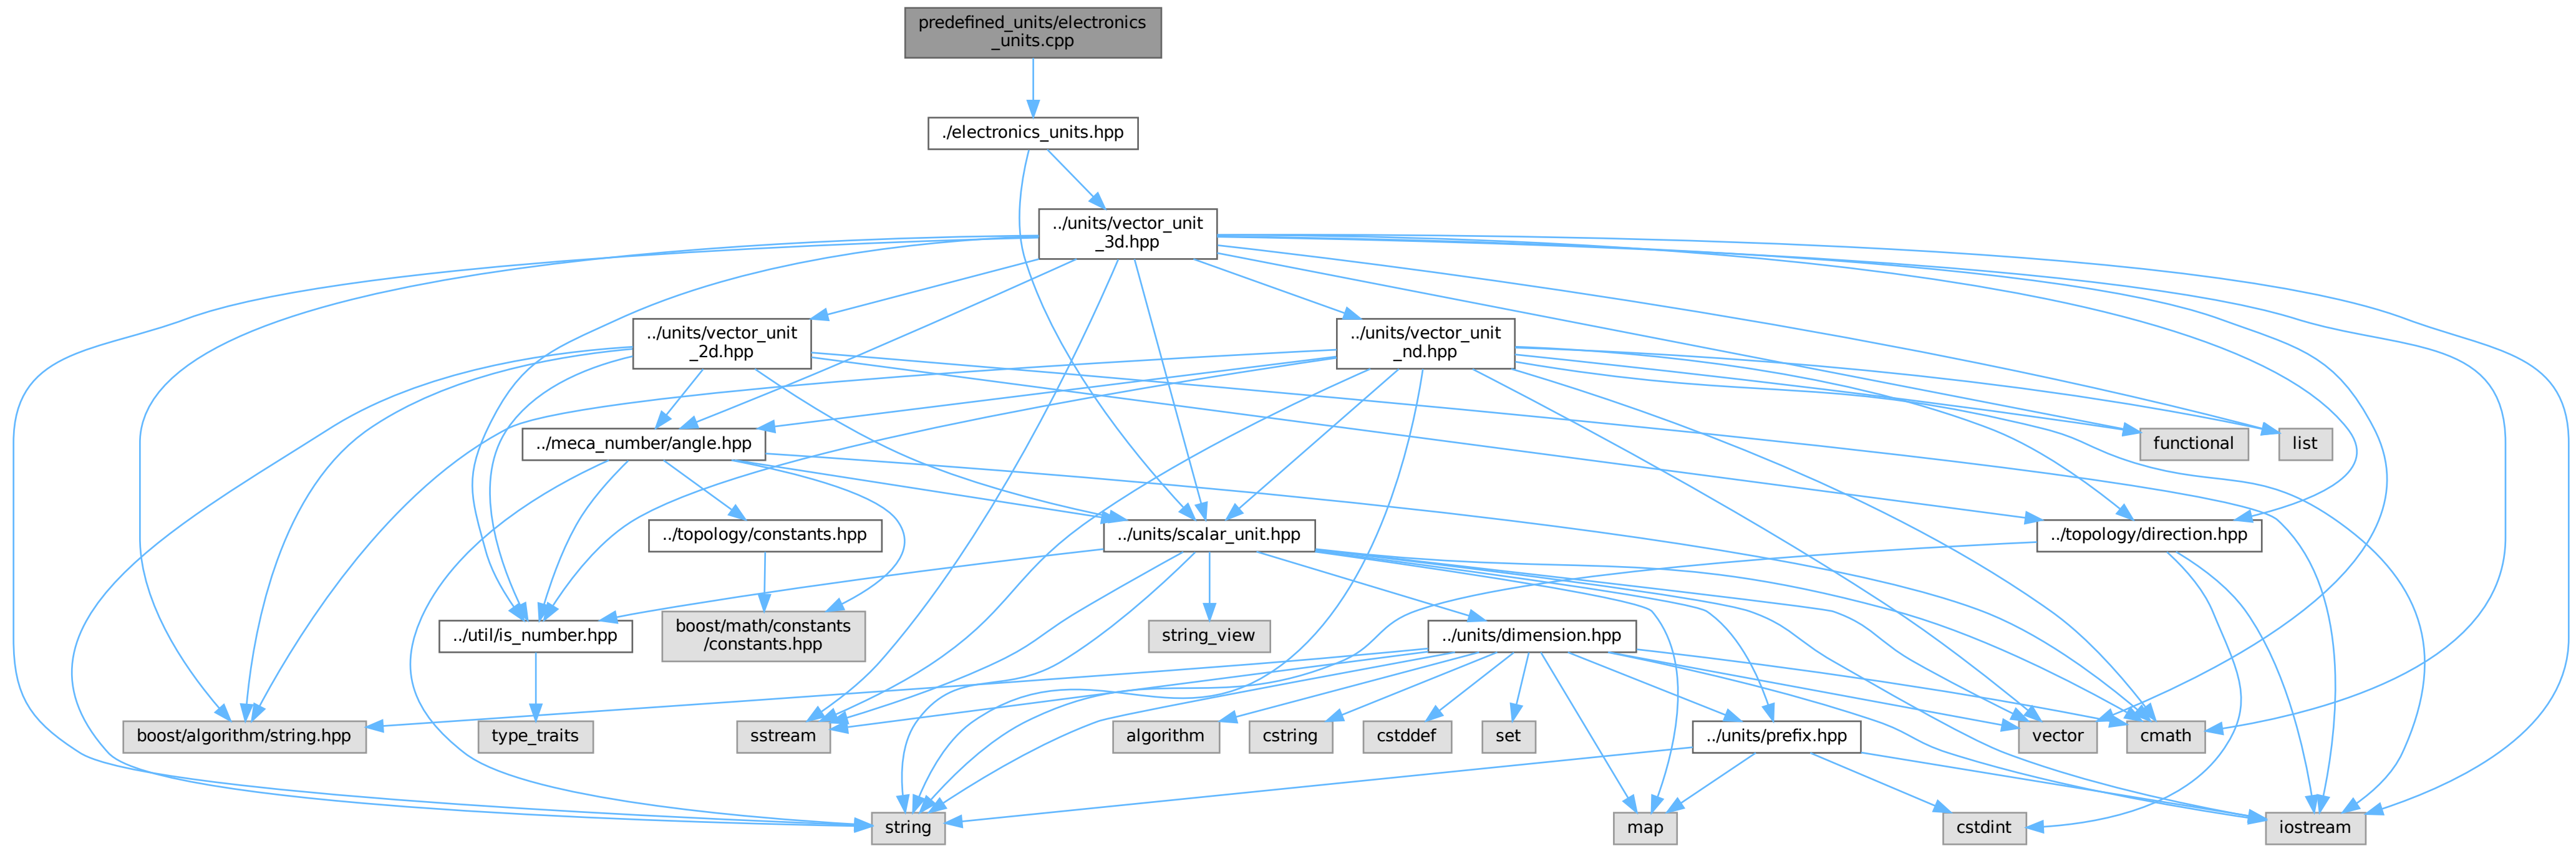 predefined_units/electronics
_units.cpp
./electronics_units.hpp
../units/vector_unit
_3d.hpp
../units/vector_unit
_2d.hpp
../units/vector_unit
_nd.hpp
../meca_number/angle.hpp
functional
list
../topology/constants.hpp
../units/scalar_unit.hpp
../topology/direction.hpp
../util/is_number.hpp
boost/math/constants
/constants.hpp
string_view
../units/dimension.hpp
boost/algorithm/string.hpp
type_traits
sstream
algorithm
cstring
cstddef
set
../units/prefix.hpp
vector
cmath
string
map
cstdint
iostream